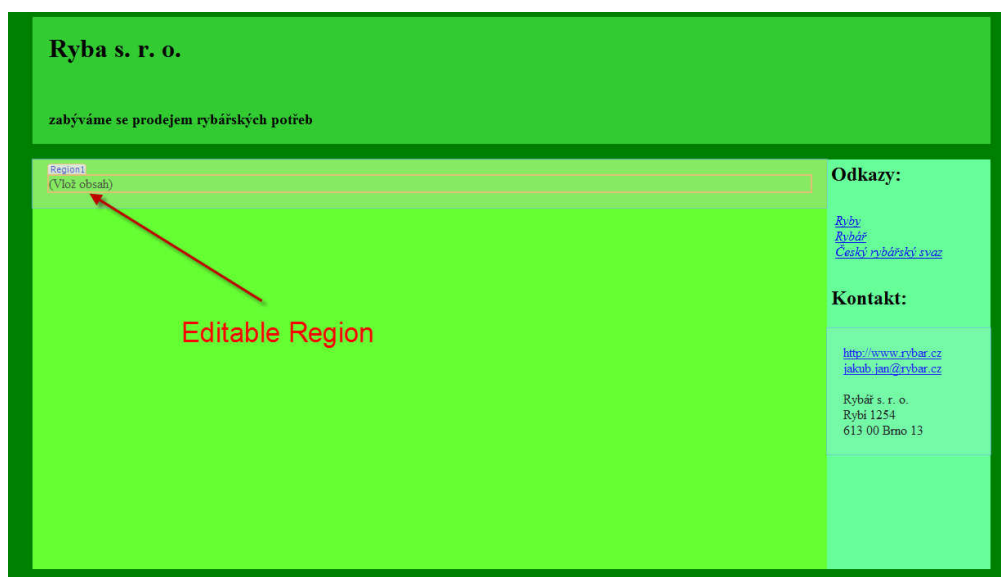 Ryba s. r. o.
zabýváme se prodejem rybářských potřeb
Region1
(Vlož obsah)
Editable Region
Odkazy:
Ryby
Rybář
Český rybářský svaz
Kontakt:
http://www.rybar.cz
jakub.jan@rybar.cz
Rybář s. r. o.
Rybí 1254
613 00 Brno 13